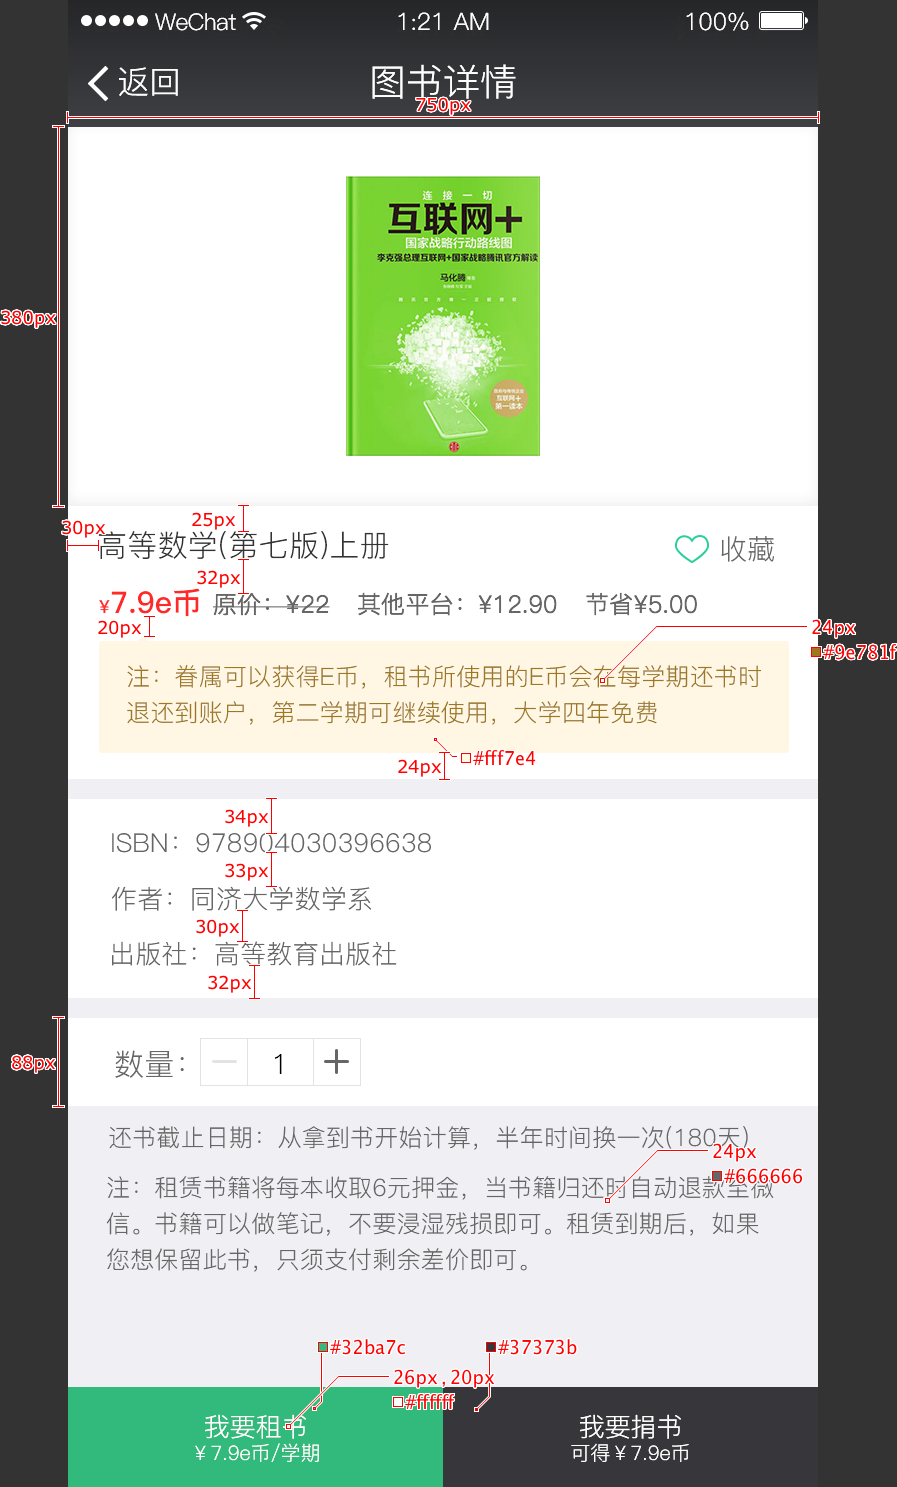 WeChat 1:21 AM 100%
返回 图书详情
750px
连接一切
互联网+
国家战略行动路线图
李克强总理互联网+国家战略腾讯官方解读
马化腾
互联网+
第一读本
380px
25px
30px
高等数学(第七版)上册 收藏
32px
¥7.9e币 原价：¥22 其他平台：¥12.90 节省¥5.00
20px
24px
#9e781f
注：眷属可以获得E币，租书所使用的E币会在每学期还书时
退还到账户，第二学期可继续使用，大学四年免费
#fff7e4
24px
34px
ISBN：978904030396638
33px
作者：同济大学数学系
30px
出版社：高等教育出版社
32px
88px
数量： 1
还书截止日期：从拿到书开始计算，半年时间换一次(180天)
24px
#666666
注：租赁书籍将每本收取6元押金，当书籍归还时自动退款至微
信。书籍可以做笔记，不要浸湿残损即可。租赁到期后，如果
您想保留此书，只须支付剩余差价即可。
#32ba7c #37373b
26px,20px
#ffffff
我要租书 我要捐书
¥7.9e币/学期 可得¥7.9e币